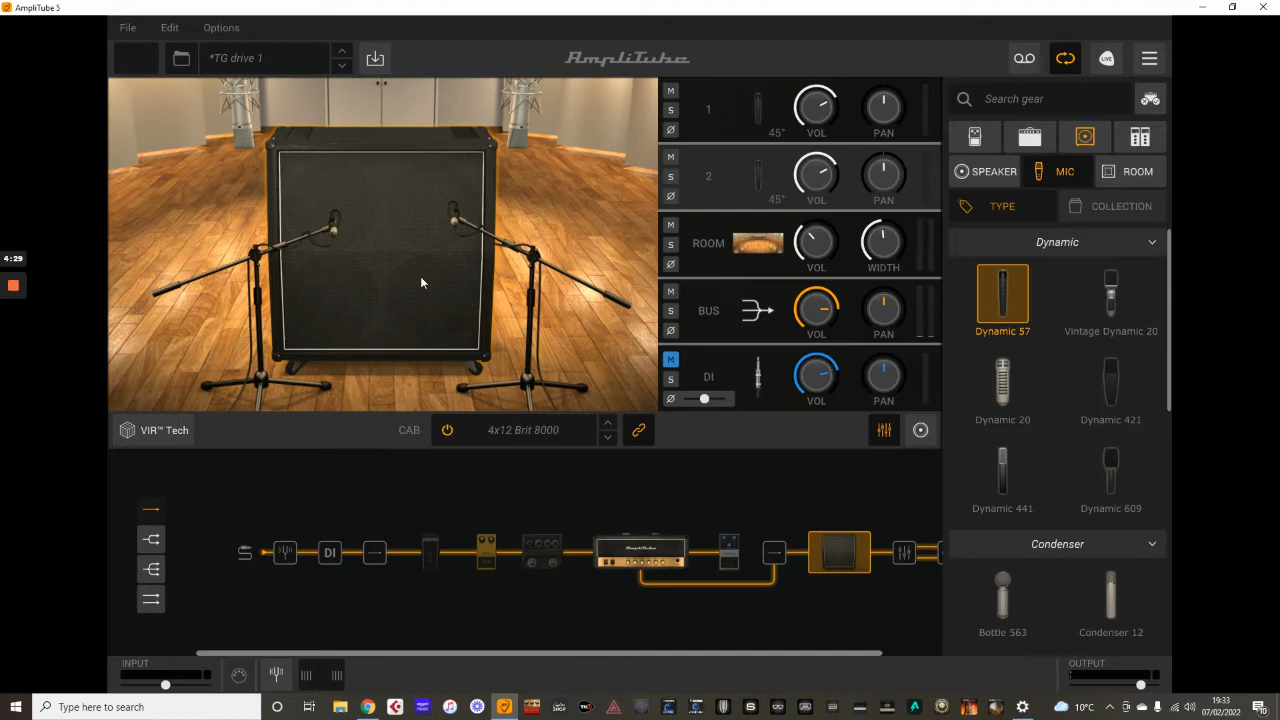 AmpliTube 5
File Edit Options
*TG drive 1
AmpliTube
LIVE
Search gear
M
S
Ø
1
45°
VOL
PAN
SPEAKER MIC ROOM
M
S
Ø
2
45°
VOL
PAN
TYPE COLLECTION
M
S
Ø
ROOM
VOL
WIDTH
Dynamic
4:29
M
S
Ø
BUS
VOL
PAN
Dynamic 57 Vintage Dynamic 20
M
S
Ø
DI
VOL
PAN
Dynamic 20 Dynamic 421
VIR™ Tech CAB 4x12 Brit 8000
Dynamic 441 Dynamic 609
DI
AmpliTube
Condenser
Bottle 563 Condenser 12
INPUT
OUTPUT
Type here to search
10°C
19:33
07/02/2022